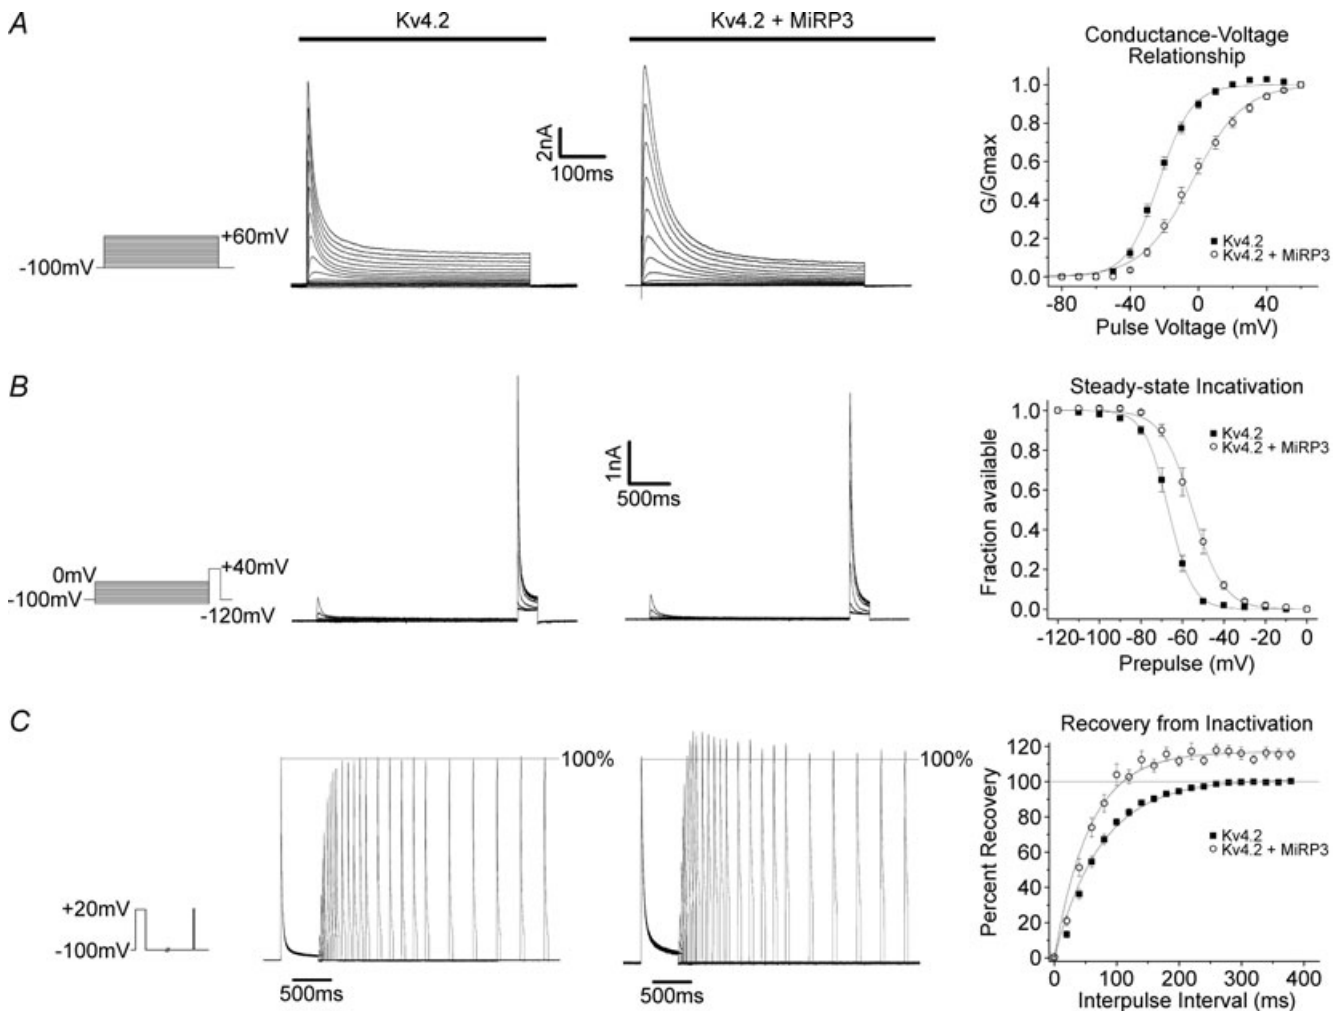 A
Kv4.2
Kv4.2 + MiRP3
2nA
100ms
-100mV
+60mV
Conductance-Voltage
Relationship
G/Gmax
1.0
0.8
0.6
0.4
0.2
0.0
Kv4.2
Kv4.2 + MiRP3
-80
-40
0
40
Pulse Voltage (mV)
B
1nA
500ms
0mV
-100mV
+40mV
-120mV
Steady-state Incativation
Fraction available
1.0
0.8
0.6
0.4
0.2
0.0
Kv4.2
Kv4.2 + MiRP3
-120
-100
-80
-60
-40
-20
0
Prepulse (mV)
C
100%
100%
+20mV
-100mV
500ms
500ms
Recovery from Inactivation
Percent Recovery
120
100
80
60
40
20
0
Kv4.2
Kv4.2 + MiRP3
0
100
200
300
400
Interpulse Interval (ms)